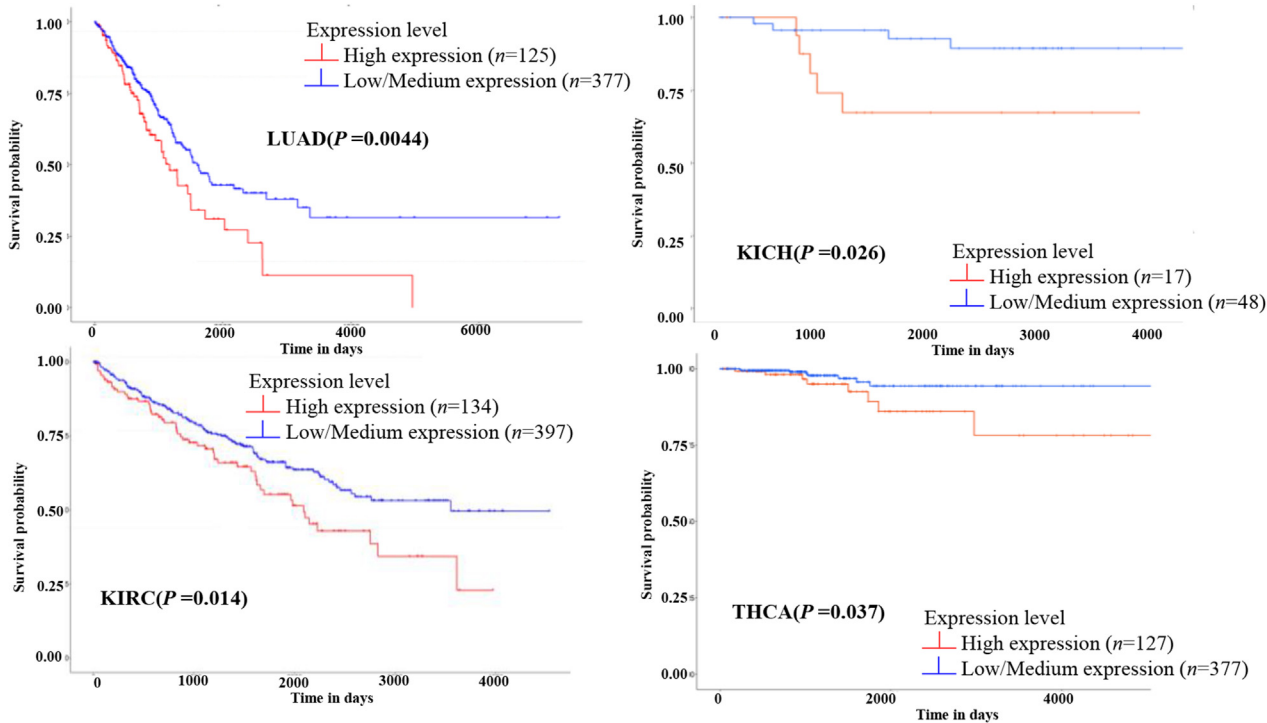 1.00
0.75
0.50
0.25
0.00
Survival probability
Expression level
High expression (n=125)
Low/Medium expression (n=377)
LUAD(P =0.0044)
0 2000 4000 6000
Time in days
1.00
0.75
0.50
0.25
0.00
Survival probability
KICH(P =0.026)
Expression level
High expression (n=17)
Low/Medium expression (n=48)
0 1000 2000 3000 4000
Time in days
1.00
0.75
0.50
0.25
0.00
Survival probability
Expression level
High expression (n=134)
Low/Medium expression (n=397)
KIRC(P =0.014)
0 1000 2000 3000 4000
Time in days
1.00
0.75
0.50
0.25
0.00
Survival probability
THCA(P =0.037)
Expression level
High expression (n=127)
Low/Medium expression (n=377)
0 2000 4000
Time in days